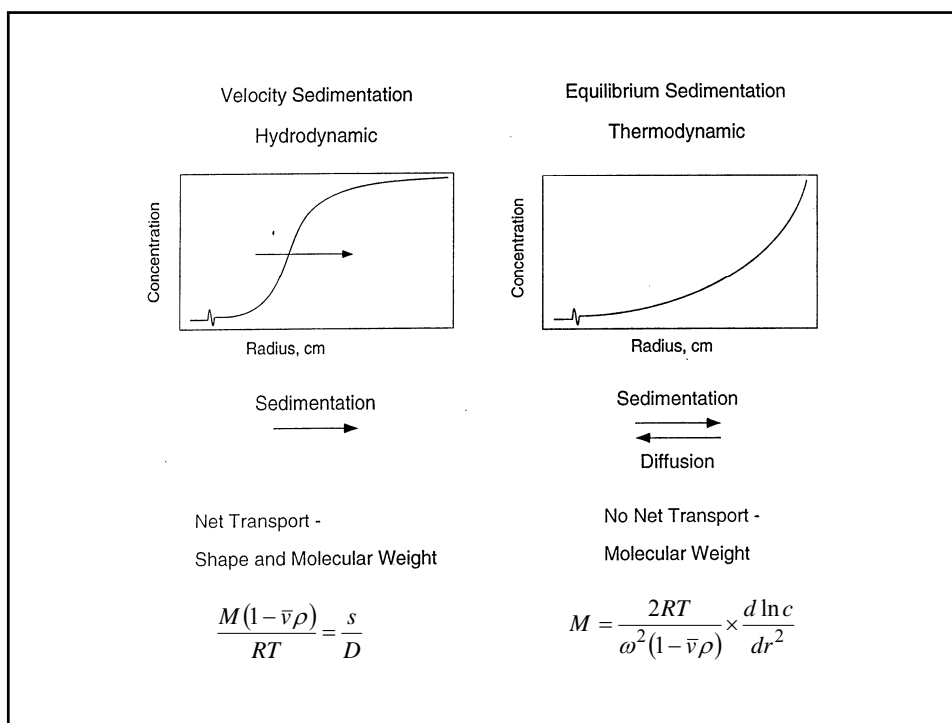 Velocity Sedimentation
Hydrodynamic
Concentration
Radius, cm
Sedimentation
Net Transport -
Shape and Molecular Weight
M(1 - v̅ρ)/RT = s/D
Equilibrium Sedimentation
Thermodynamic
Concentration
Radius, cm
Sedimentation
Diffusion
No Net Transport -
Molecular Weight
M = 2RT/ω²(1 - v̅ρ) × d ln c/dr²